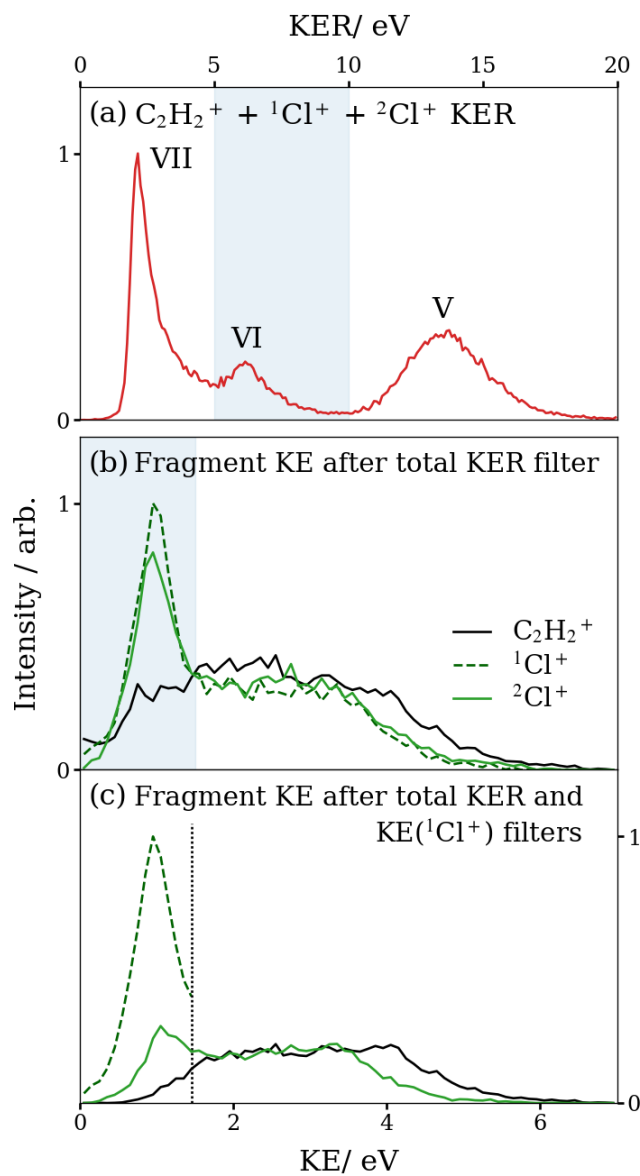 KER/ eV
0 5 10 15 20
(a) C₂H₂⁺ + ¹Cl⁺ + ²Cl⁺ KER
1
VII
VI
V
0
(b) Fragment KE after total KER filter
1
C₂H₂⁺
¹Cl⁺
²Cl⁺
0
Intensity / arb.
(c) Fragment KE after total KER and
KE(¹Cl⁺) filters
1
0
0 2 4 6
KE/ eV